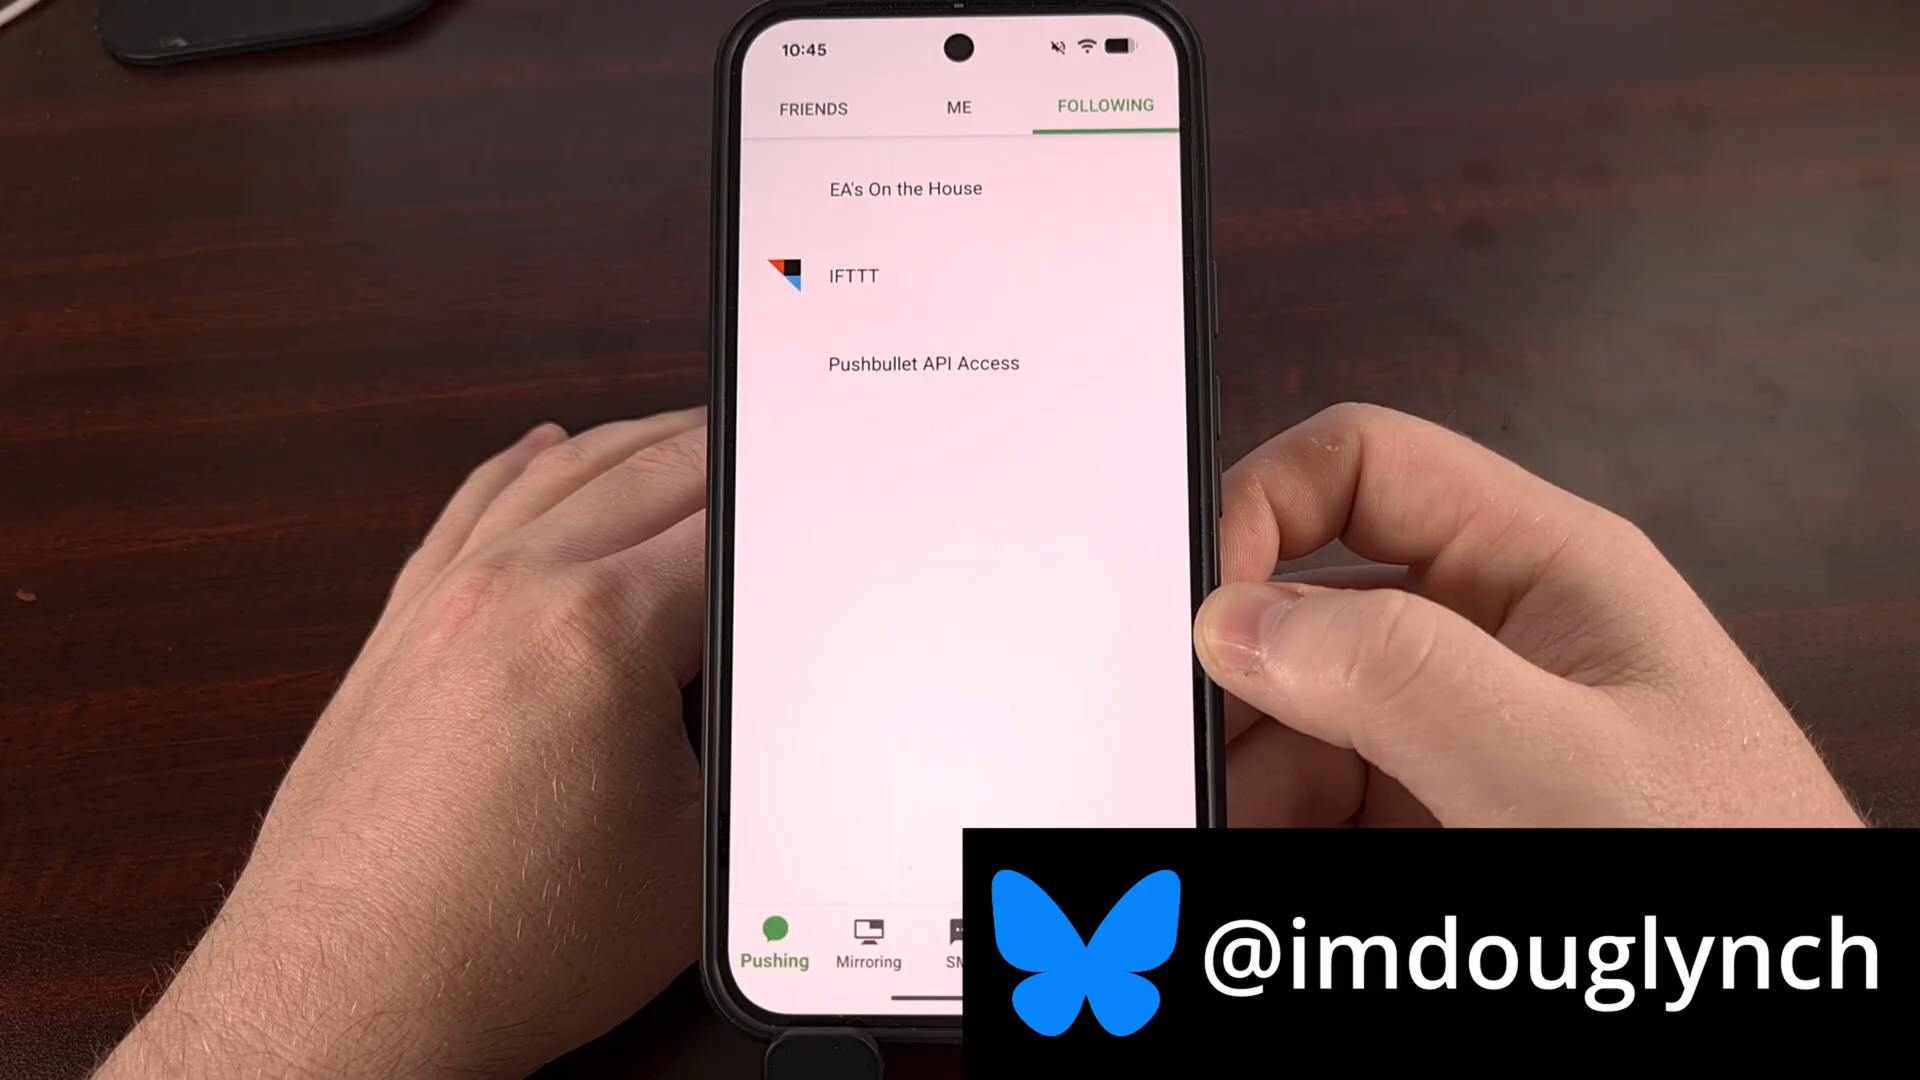 10:45
FRIENDS ME FOLLOWING
EA's On the House
IFTTT
Pushbullet API Access
Pushing Mirroring
@imdouglynch